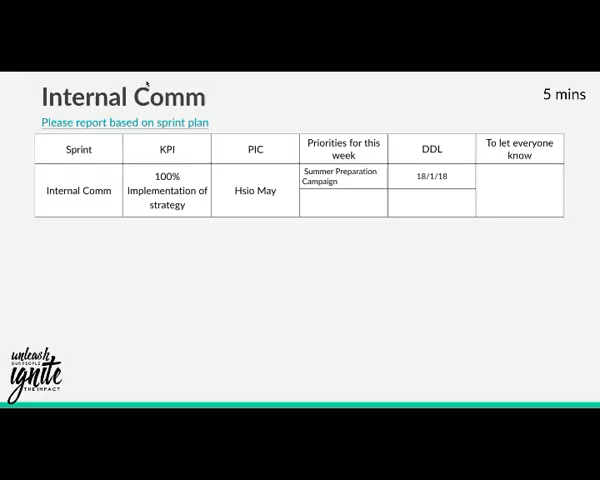 Internal Comm
5 mins
Please report based on sprint plan
Sprint
KPI
PIC
Priorities for this
week
DDL
To let everyone
know
Internal Comm
100%
Implementation of
strategy
Hsio May
Summer Preparation
Campaign
18/1/18
unleash
OUR PEOPLE
ignite
THE IMPACT